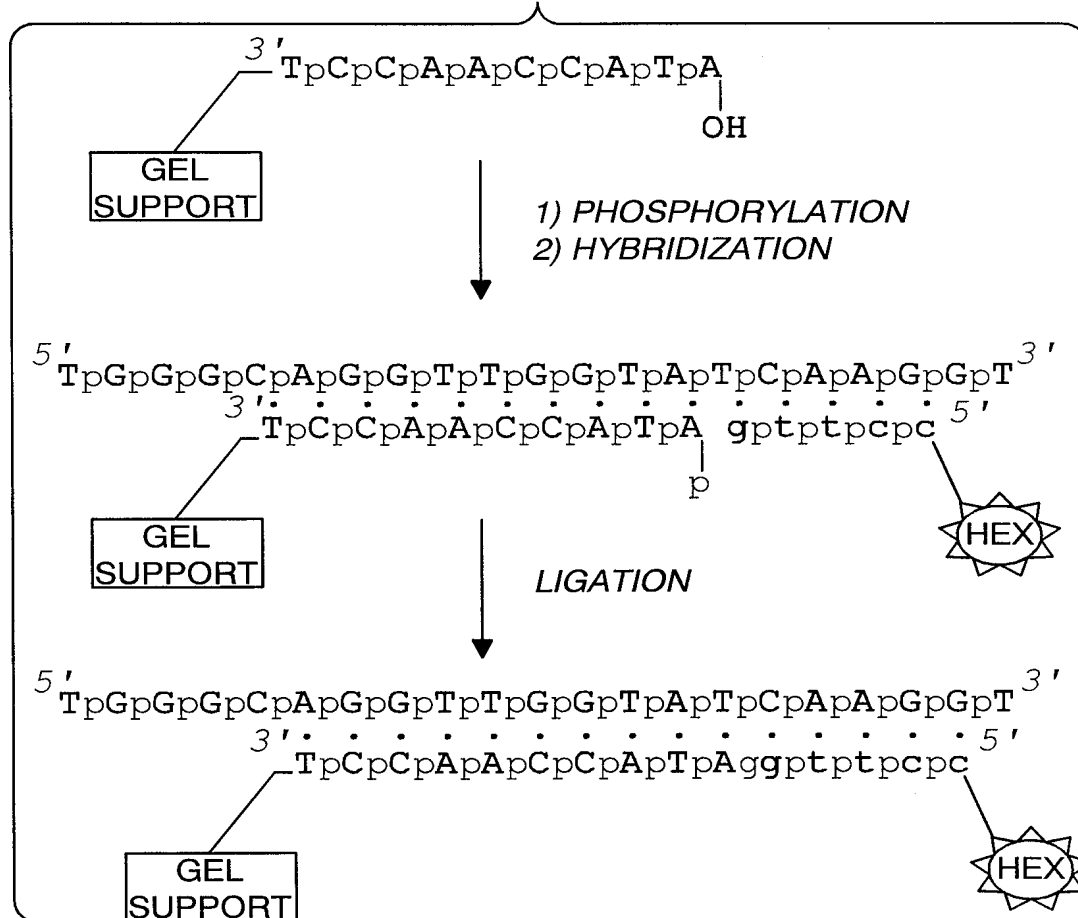 3' TpCpCpApApCpCpApTpA
OH
GEL
SUPPORT
1) PHOSPHORYLATION
2) HYBRIDIZATION
5' TpGpGpGpCpApGpGpTpTpGpGpTpApTpCpApApGpGpT 3'
3' TpCpCpApApCpCpApTpA gptptpcpc 5'
p
GEL
SUPPORT
HEX
LIGATION
5' TpGpGpGpCpApGpGpTpTpGpGpTpApTpCpApApGpGpT 3'
3' TpCpCpApApCpCpApTpAggptptpcpc 5'
GEL
SUPPORT
HEX